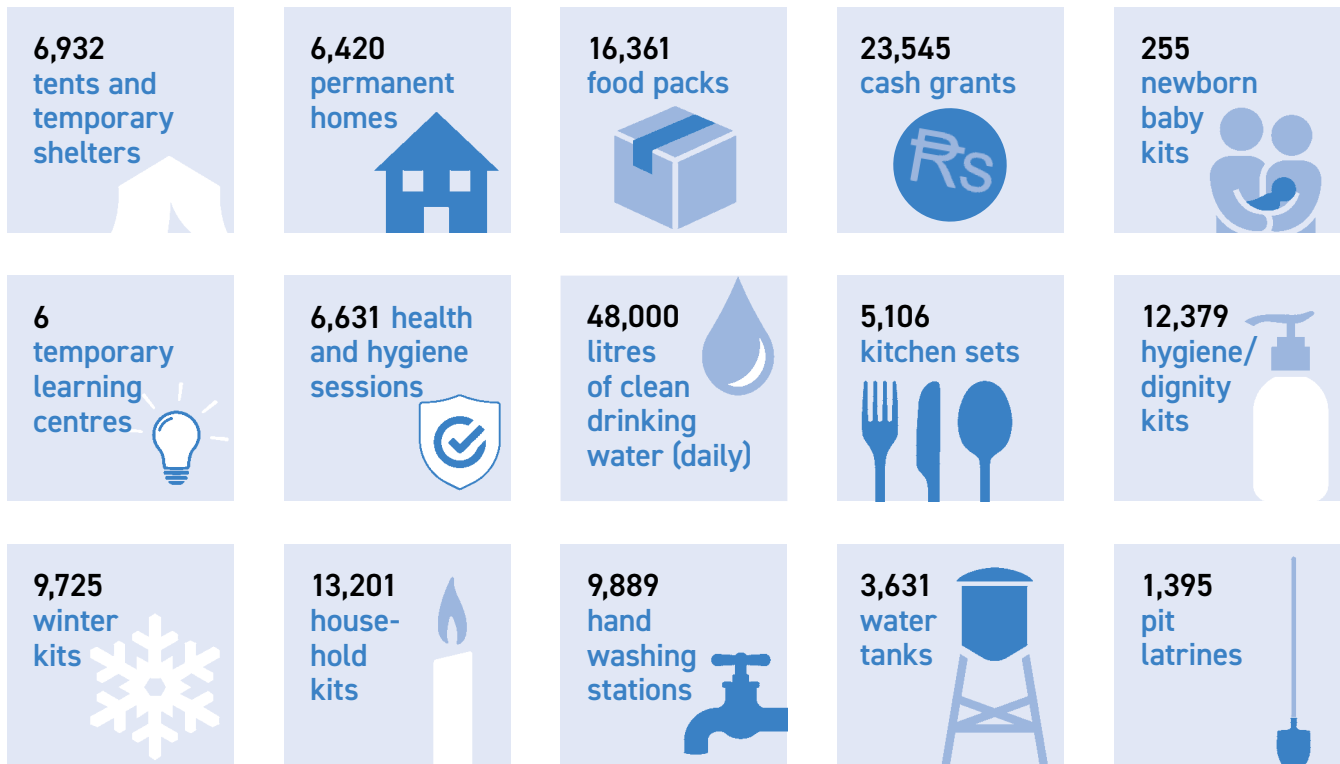 6,932
tents and
temporary
shelters
6,420
permanent
homes
16,361
food packs
23,545
cash grants
Rs
255
newborn
baby
kits
6
temporary
learning
centres
6,631 health
and hygiene
sessions
48,000
litres
of clean
drinking
water (daily)
5,106
kitchen sets
12,379
hygiene/
dignity
kits
9,725
winter
kits
13,201
house-
hold
kits
9,889
hand
washing
stations
3,631
water
tanks
1,395
pit
latrines